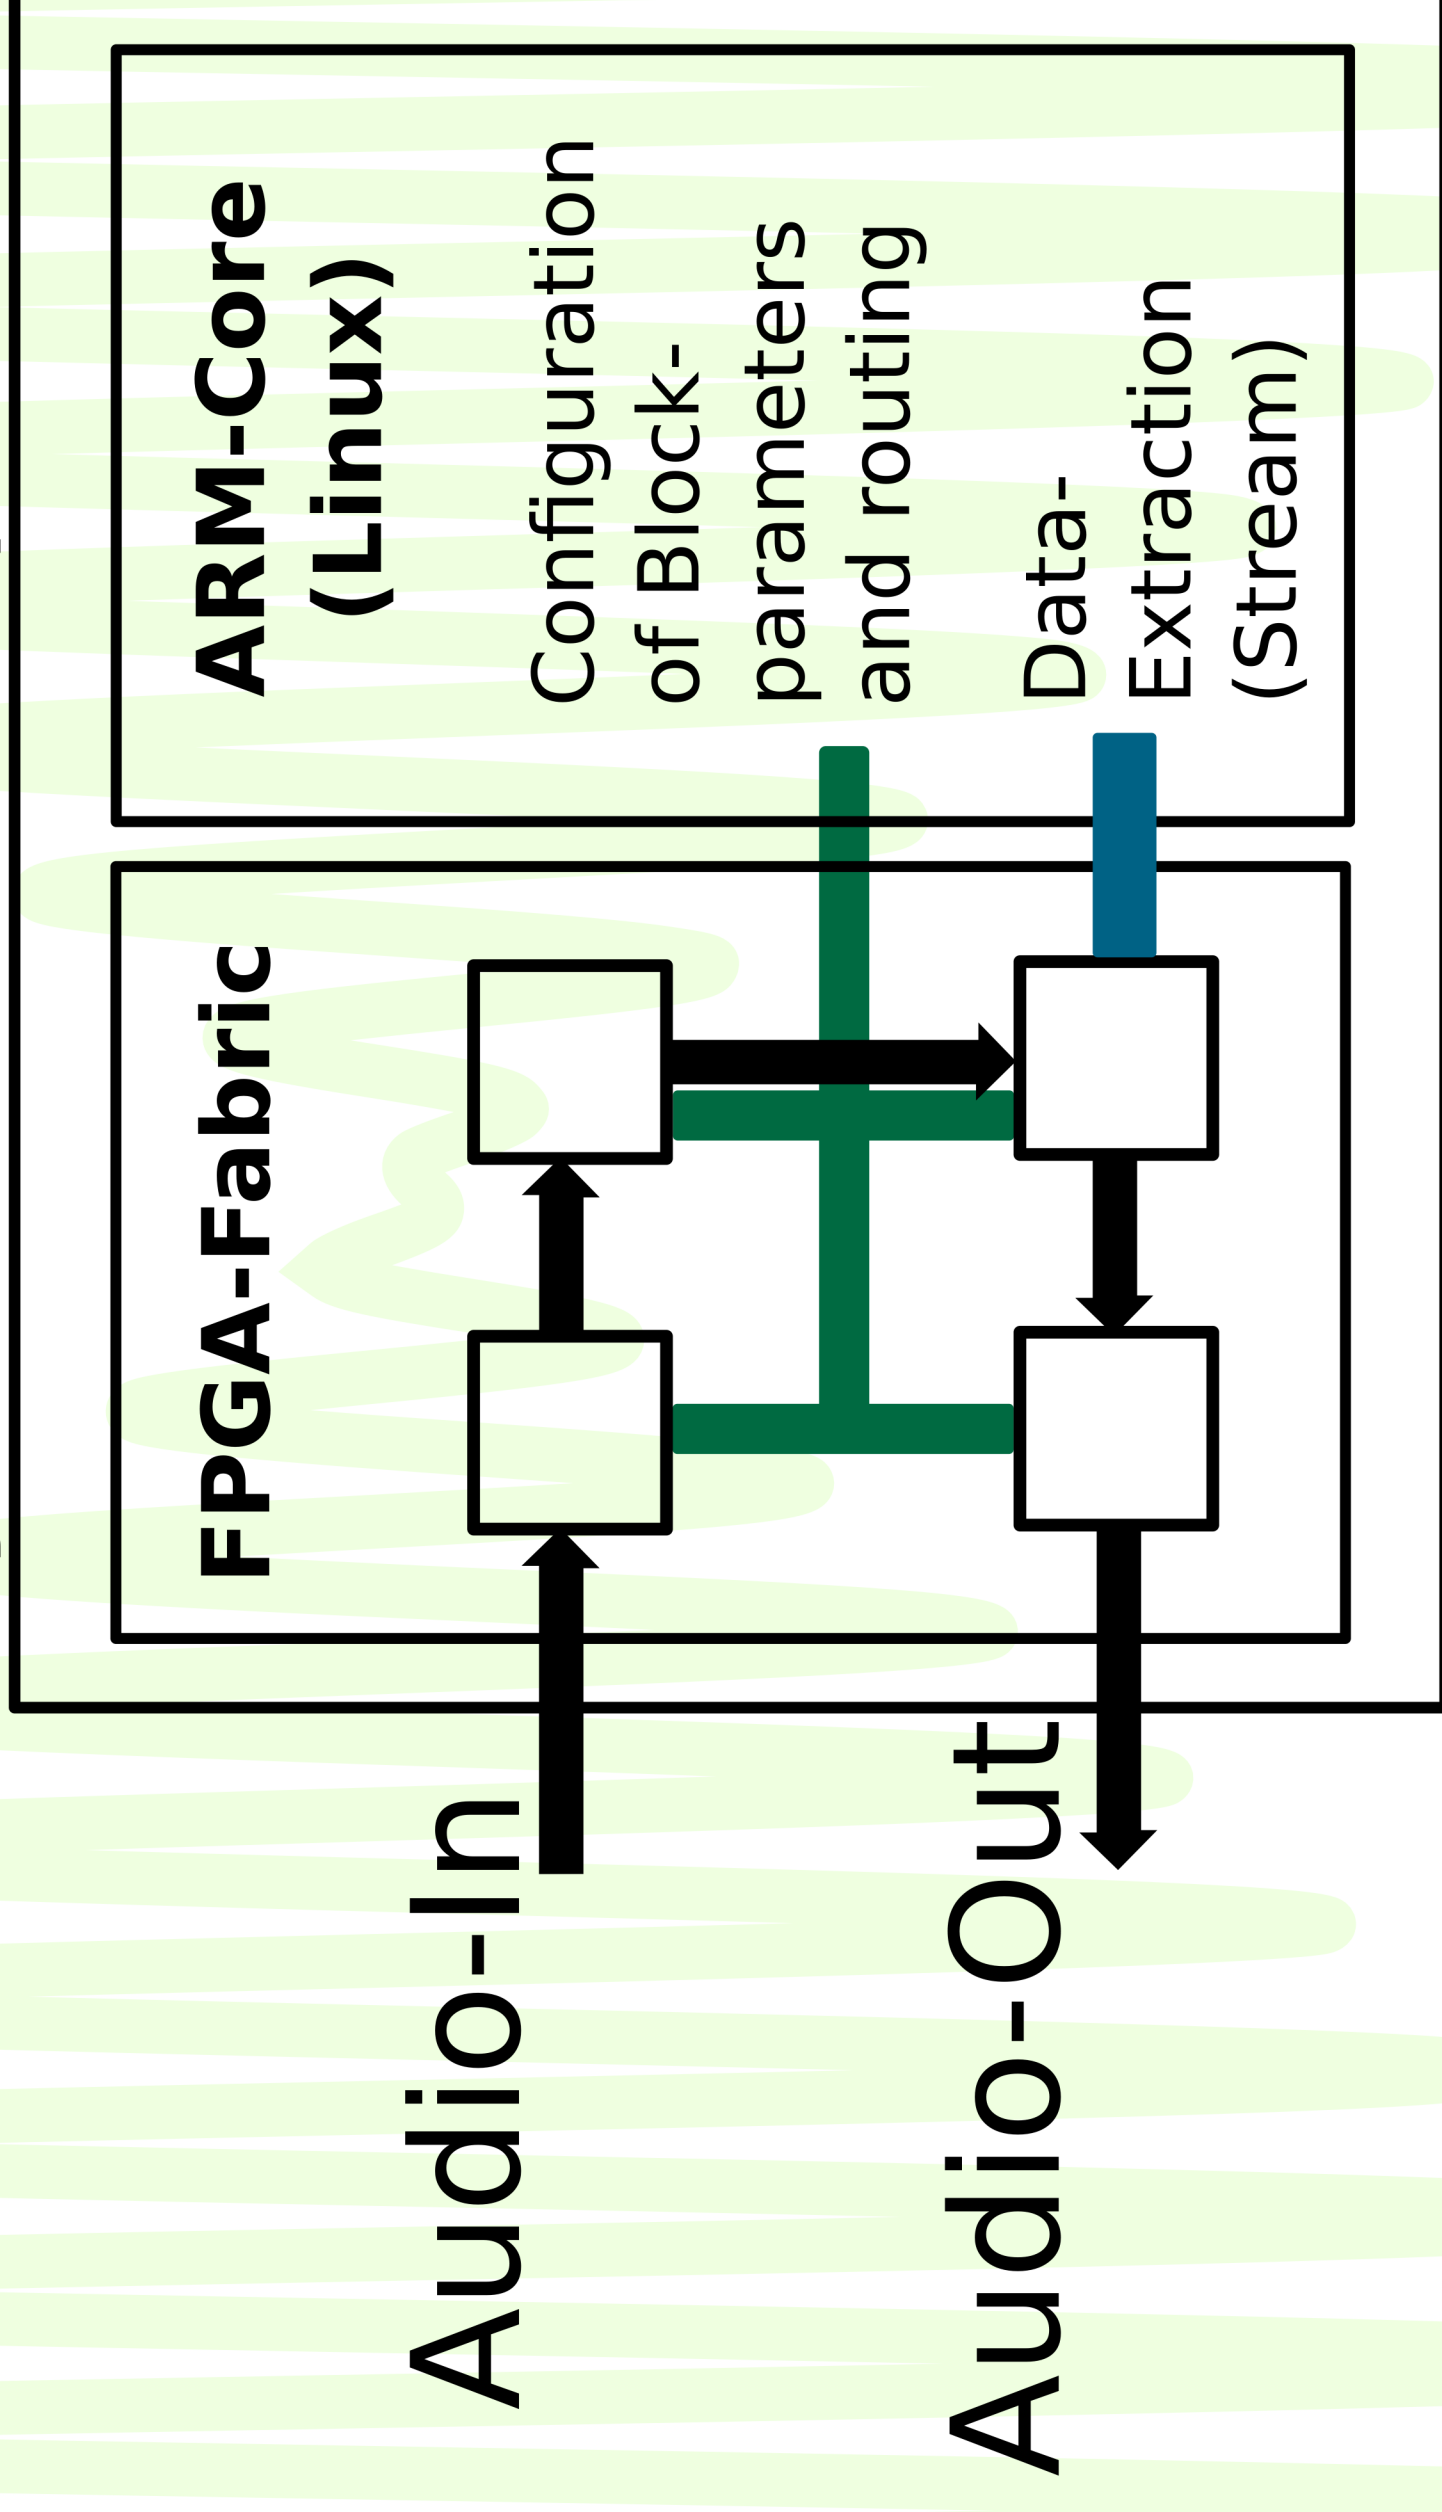 FPGA-Fabric
ARM-Core
(Linux)
Configuration
of Block-
parameters
and routing
Data-
Extraction
(Stream)
Audio-In
Audio-Out